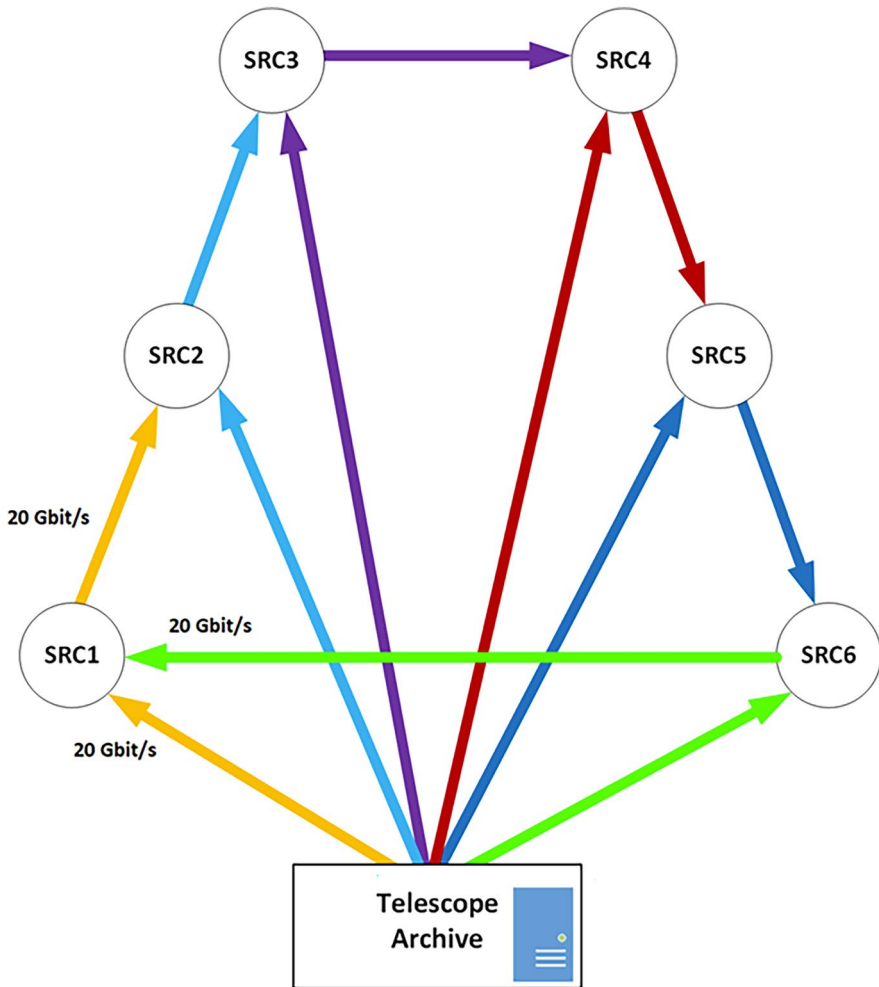 SRC3
SRC4
SRC2
SRC5
20 Gbit/s
20 Gbit/s
SRC1
SRC6
20 Gbit/s
Telescope
Archive